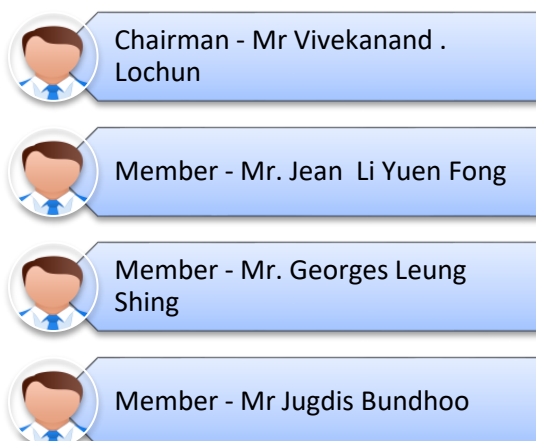 Chairman - Mr Vivekanand .
Lochun
Member - Mr. Jean  Li Yuen Fong
Member - Mr. Georges Leung
Shing
Member - Mr Jugdis Bundhoo